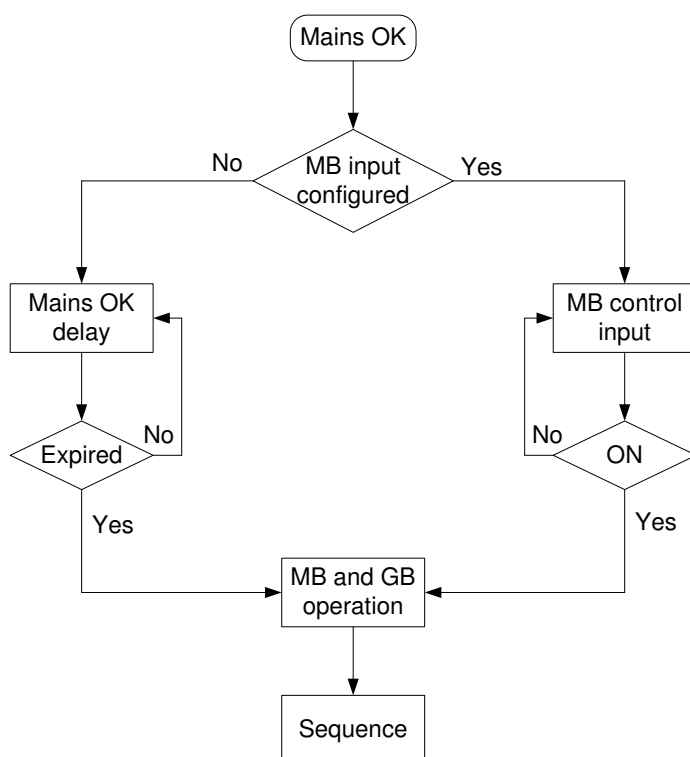 Mains OK
No
MB input
configured
Yes
Mains OK
delay
MB control
input
No
Expired
No
ON
Yes
Yes
MB and GB
operation
Sequence